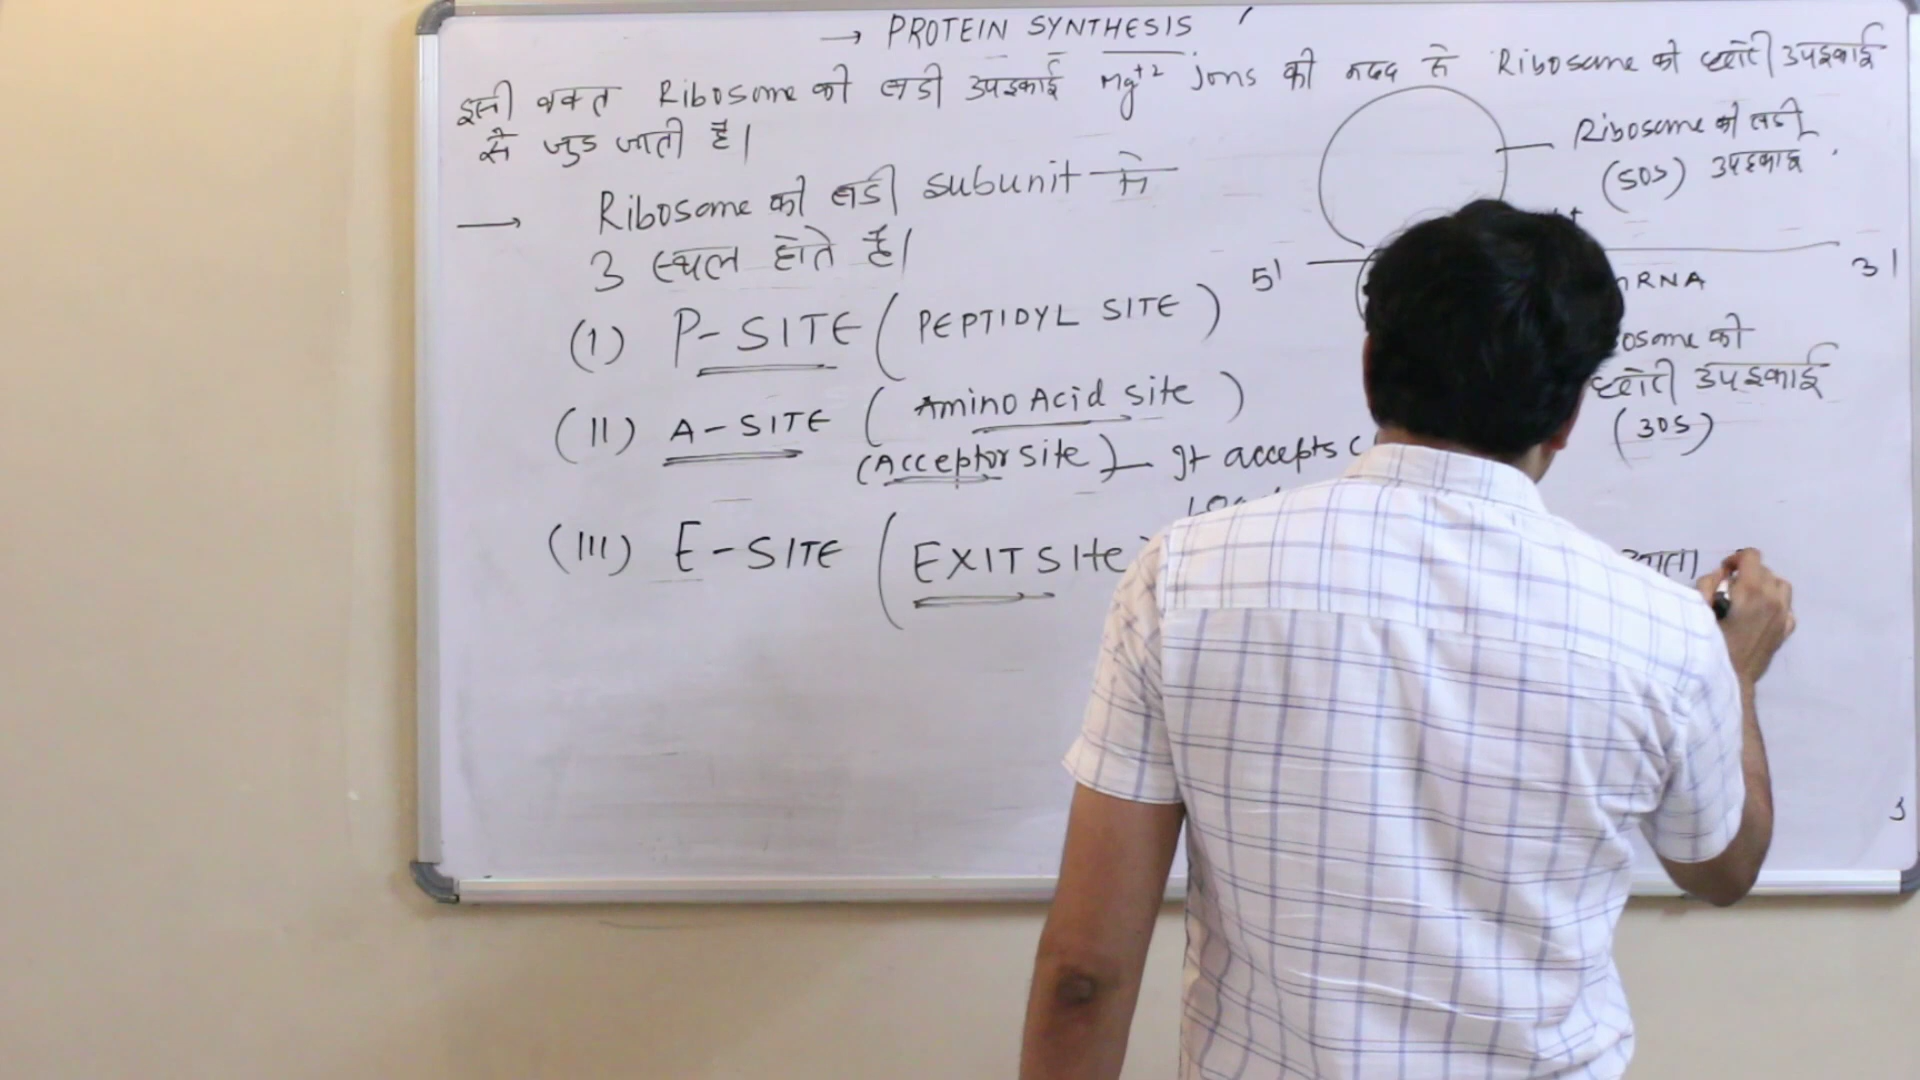 → PROTEIN SYNTHESIS
इसी वक्त Ribosome की बडी उपइकाई Mg+2 ions की मदद से Ribosome की छोटी उपइकाई
से जुड जाती है।
→ Ribosome की बडी subunit में
3 स्थल होते है।
(I) P-SITE (PEPTIDYL SITE)
(II) A-SITE (Amino Acid site)
(Acceptor site) — It accepts
(III) E-SITE (EXIT SIte
Ribosome की बडी
(50S) उपइकाई
5' 3'
mRNA
osome की
छोटी उपइकाई
(30S)